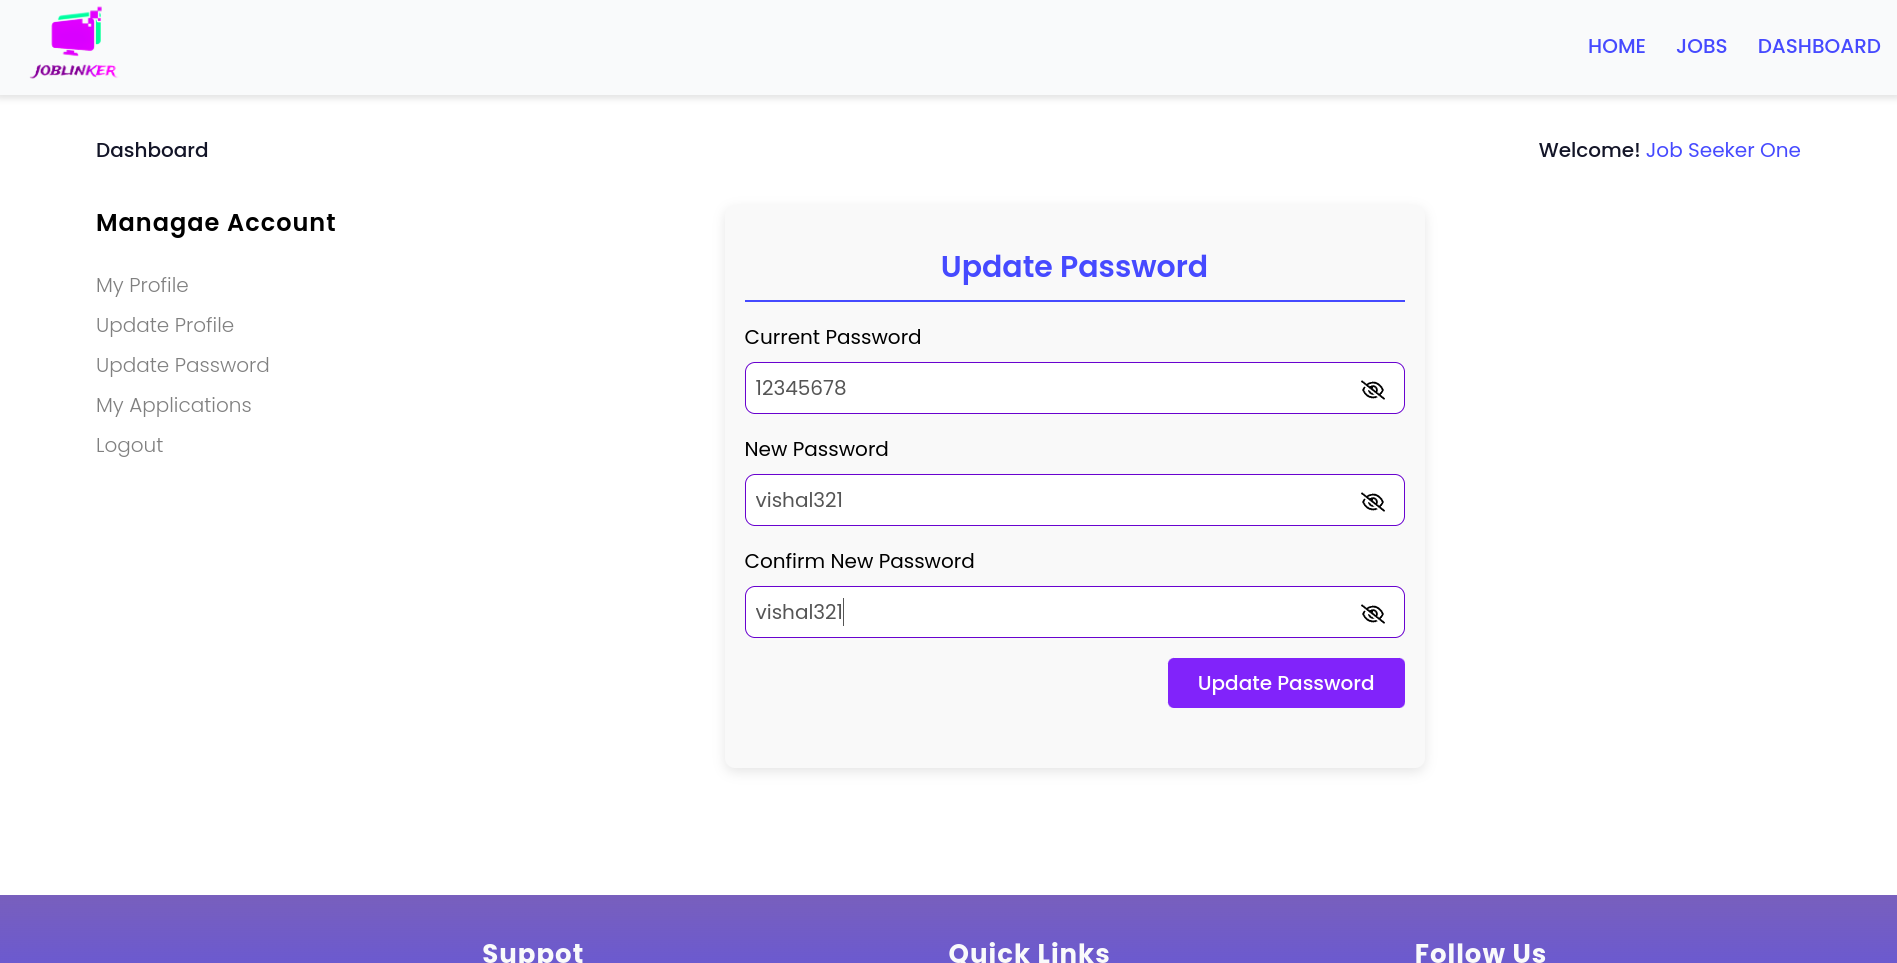 JOBLINKER
HOME JOBS DASHBOARD
Dashboard
Welcome! Job Seeker One
Managae Account
My Profile
Update Profile
Update Password
My Applications
Logout
Update Password
Current Password
12345678
New Password
vishal321
Confirm New Password
vishal321
Update Password
Suppot Quick Links Follow Us